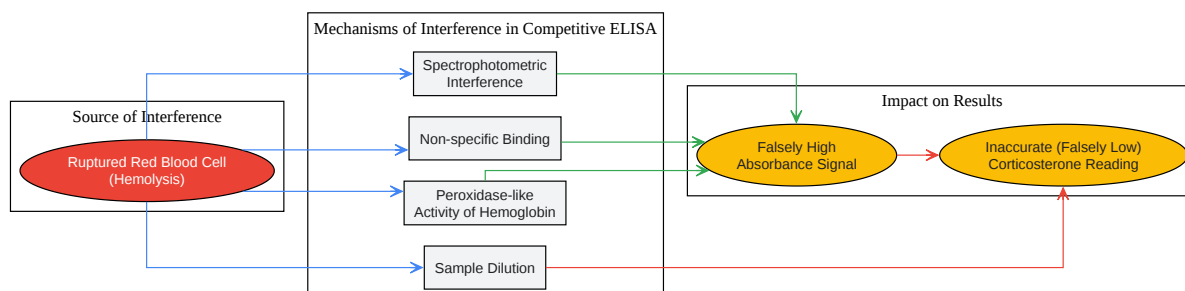 Source of Interference
Ruptured Red Blood Cell
(Hemolysis)
Mechanisms of Interference in Competitive ELISA
Spectrophotometric
Interference
Non-specific Binding
Peroxidase-like
Activity of Hemoglobin
Sample Dilution
Impact on Results
Falsely High
Absorbance Signal
Inaccurate (Falsely Low)
Corticosterone Reading